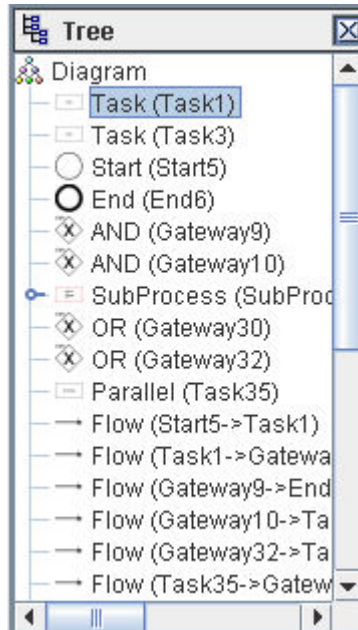 Tree
Diagram
Task (Task1)
Task (Task3)
Start (Start5)
End (End6)
AND (Gateway9)
AND (Gateway10)
SubProcess (SubProc
OR (Gateway30)
OR (Gateway32)
Parallel (Task35)
Flow (Start5->Task1)
Flow (Task1->Gatewa
Flow (Gateway9->End
Flow (Gateway10->Ta
Flow (Gateway32->Ta
Flow (Task35->Gatew